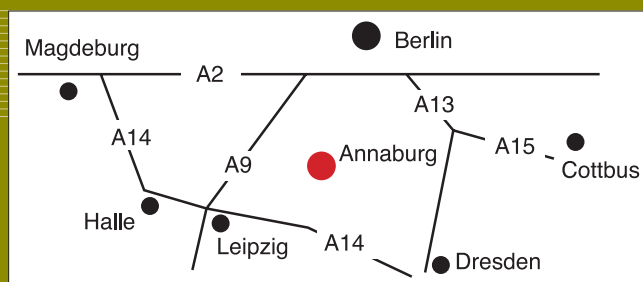 Berlin
Magdeburg
A2
A13
A14
A15
A9
Annaburg
Cottbus
Halle
Leipzig
A14
Dresden